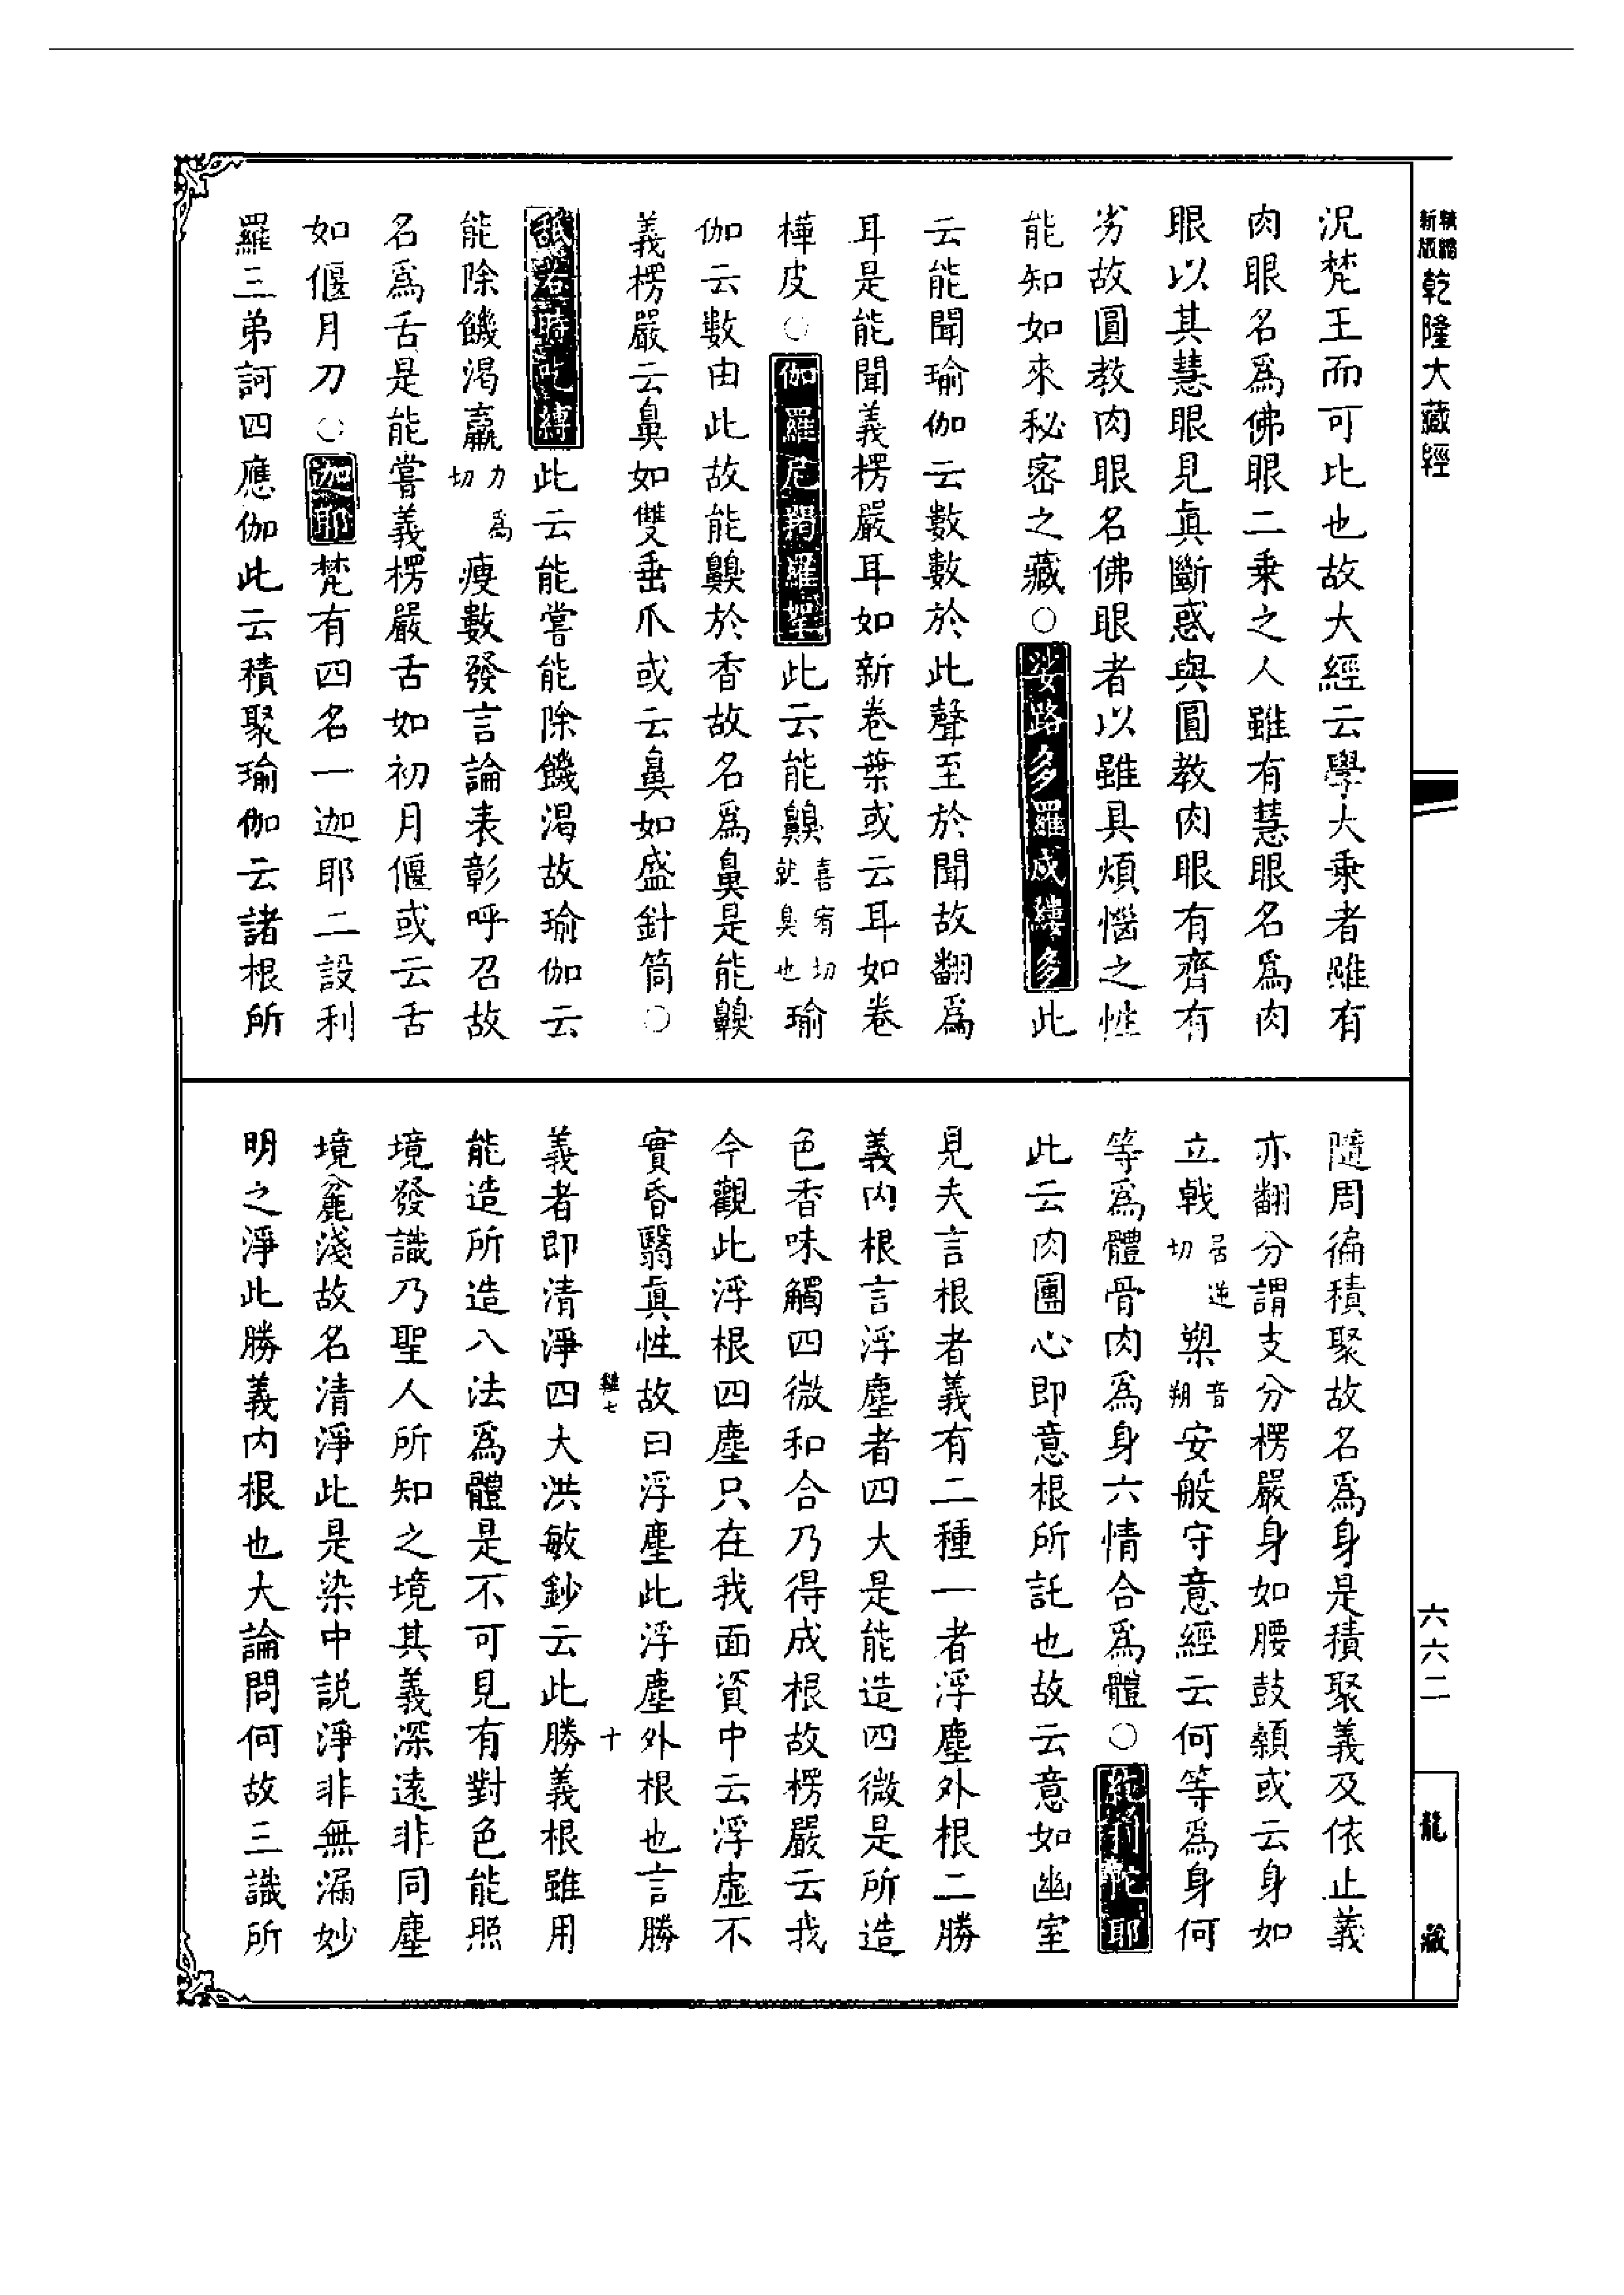 精縮新版乾隆大藏經
況梵王而可比也故大經云學大乘者雖有
肉眼名爲佛眼二乘之人雖有慧眼名爲肉
眼以其慧眼見眞斷惑與圓教肉眼有齊有
劣故圓教肉眼名佛眼者以雖具煩惱之性
能知如來秘密之藏○娑路多羅戍縷多此
云能聞瑜伽云數數於此聲至於聞故翻爲
耳是能聞義楞嚴耳如新卷葉或云耳如卷
樺皮○伽羅尼羯羅拏此云能齅喜宥切就臭也瑜
伽云數由此故能齅於香故名爲鼻是能齅
義楞嚴云鼻如雙垂爪或云鼻如盛針筒○
舐若時吃縛此云能嘗能除饑渴故瑜伽云
能除饑渴羸力爲切瘦數發言論表彰呼召故
名爲舌是能嘗義楞嚴舌如初月偃或云舌
如偃月刀○迦耶梵有四名一迦耶二設利
羅三弟訶四應伽此云積聚瑜伽云諸根所
隨周徧積聚故名爲身是積聚義及依止義
亦翻分謂支分楞嚴身如腰鼓顙或云身如
立戟居逆切槊音朔安般守意經云何等爲身何
等爲體骨肉爲身六情合爲體○紇利陀耶
此云肉團心即意根所託也故云意如幽室
見夫言根者義有二種一者浮塵外根二勝
義內根言浮塵者四大是能造四微是所造
色香味觸四微和合乃得成根故楞嚴云我
今觀此浮根四塵只在我面資中云浮虛不
實昏翳眞性故曰浮塵此浮塵外根也言勝
十
義者即清淨四大洪敏鈔云此勝義根雖用
能造所造八法爲體是不可見有對色能照
境發識乃聖人所知之境其義深遠非同塵
境麤淺故名清淨此是染中說淨非無漏妙
明之淨此勝義內根也大論問何故三識所
六六二
龍藏